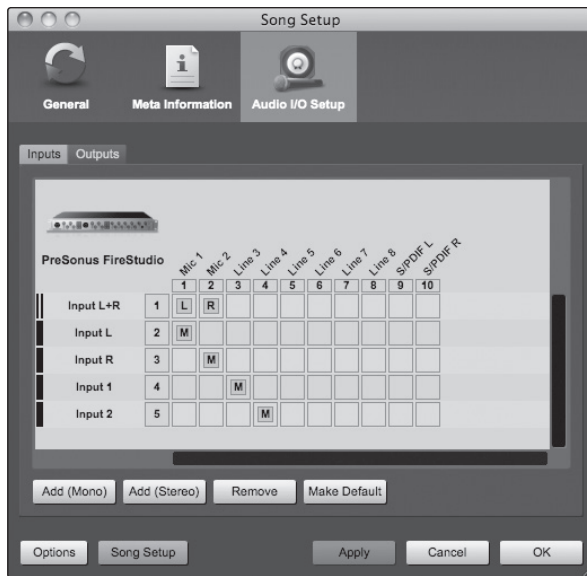 Song Setup
General Meta Information Audio I/O Setup
Inputs Outputs
PreSonus FireStudio
Mic 1 Mic 2 Line 3 Line 4 Line 5 Line 6 Line 7 Line 8 S/PDIF L S/PDIF R
1 2 3 4 5 6 7 8 9 10
Input L+R 1 L R
Input L 2 M
Input R 3 M
Input 1 4 M
Input 2 5 M
Add (Mono) Add (Stereo) Remove Make Default
Options Song Setup Apply Cancel OK